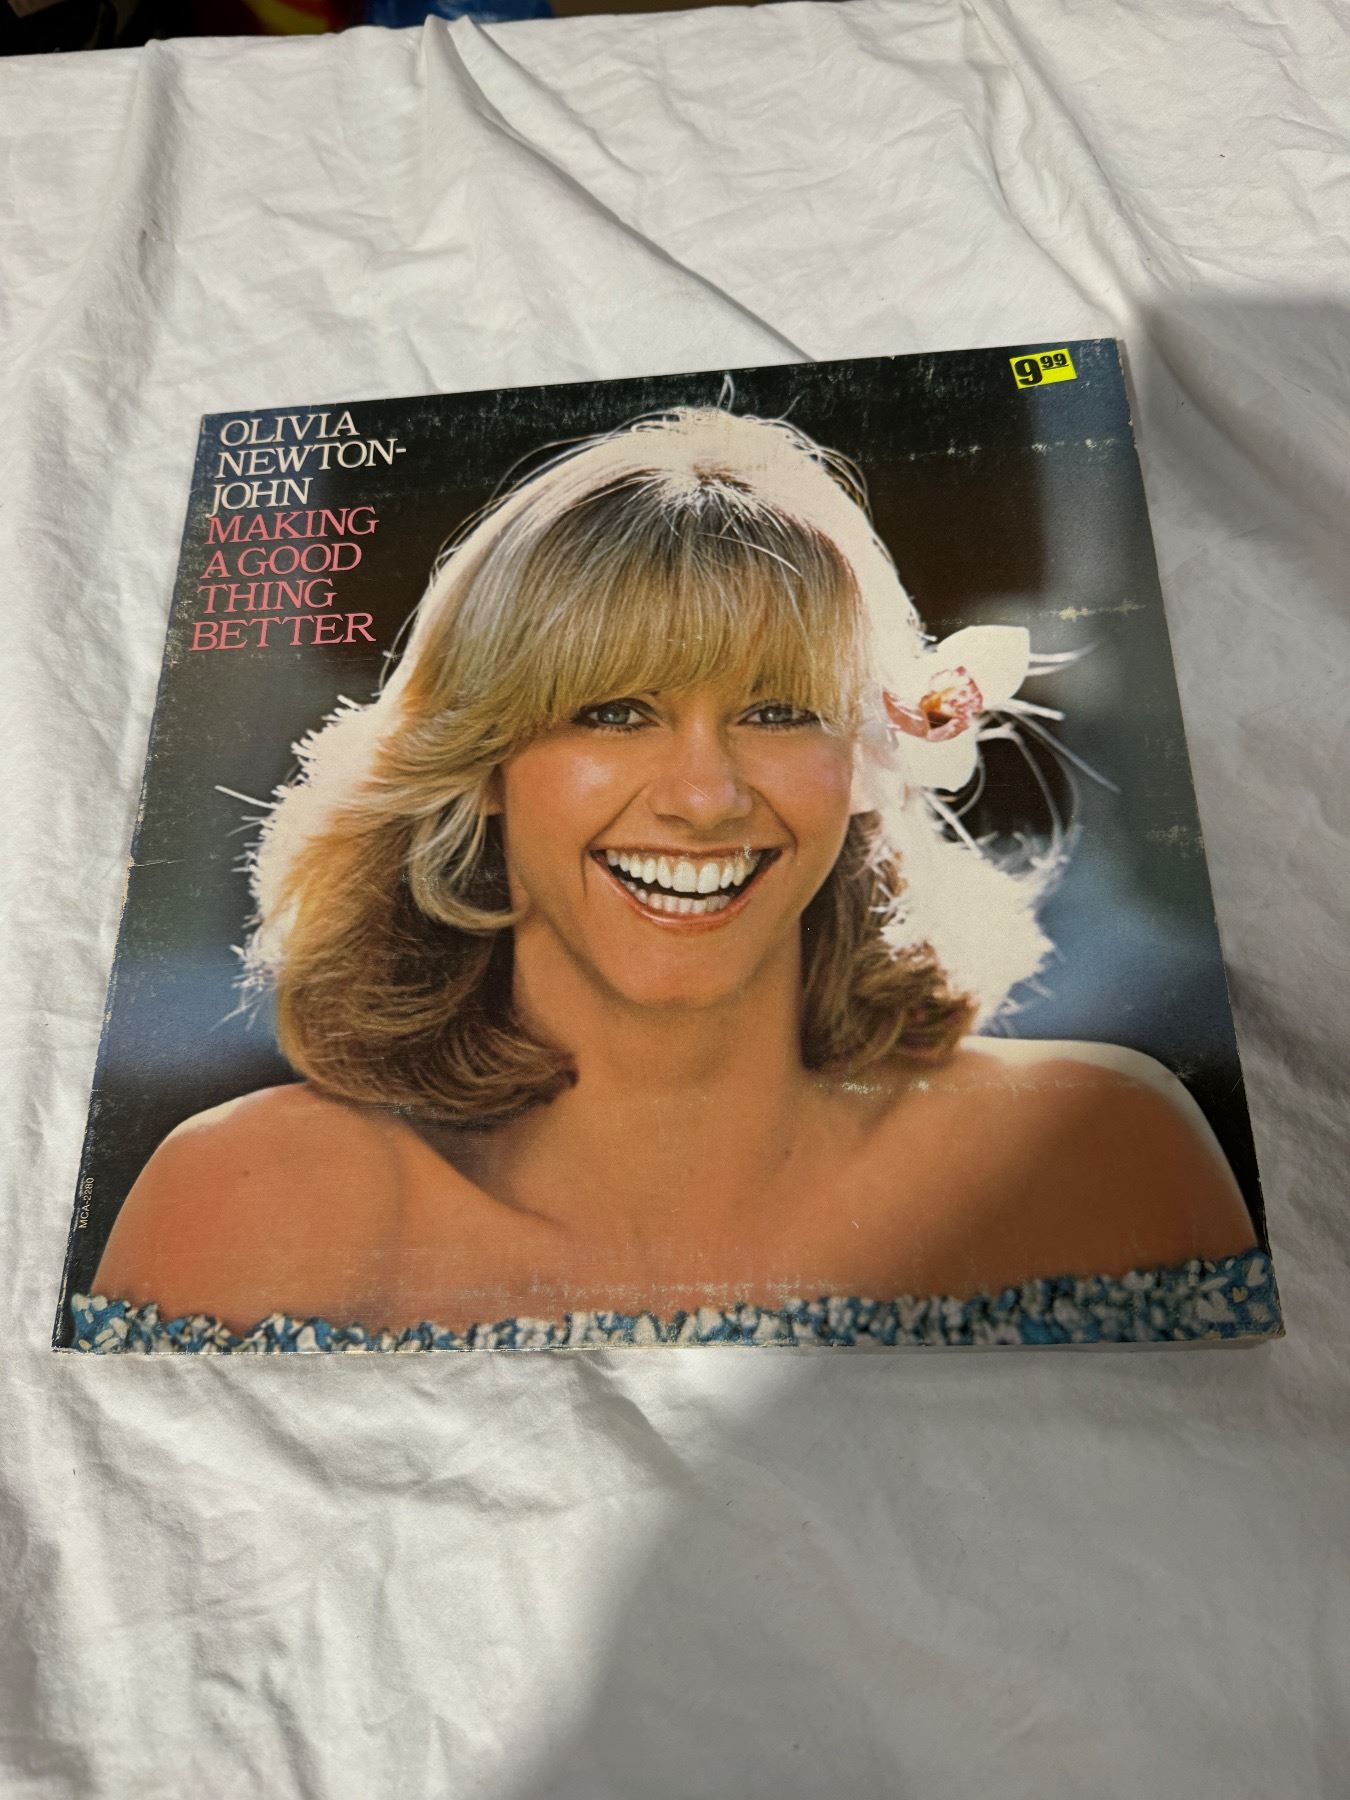 OLIVIA
NEWTON-
JOHN
MAKING
A GOOD
THING
BETTER
9.99
MCA-2280